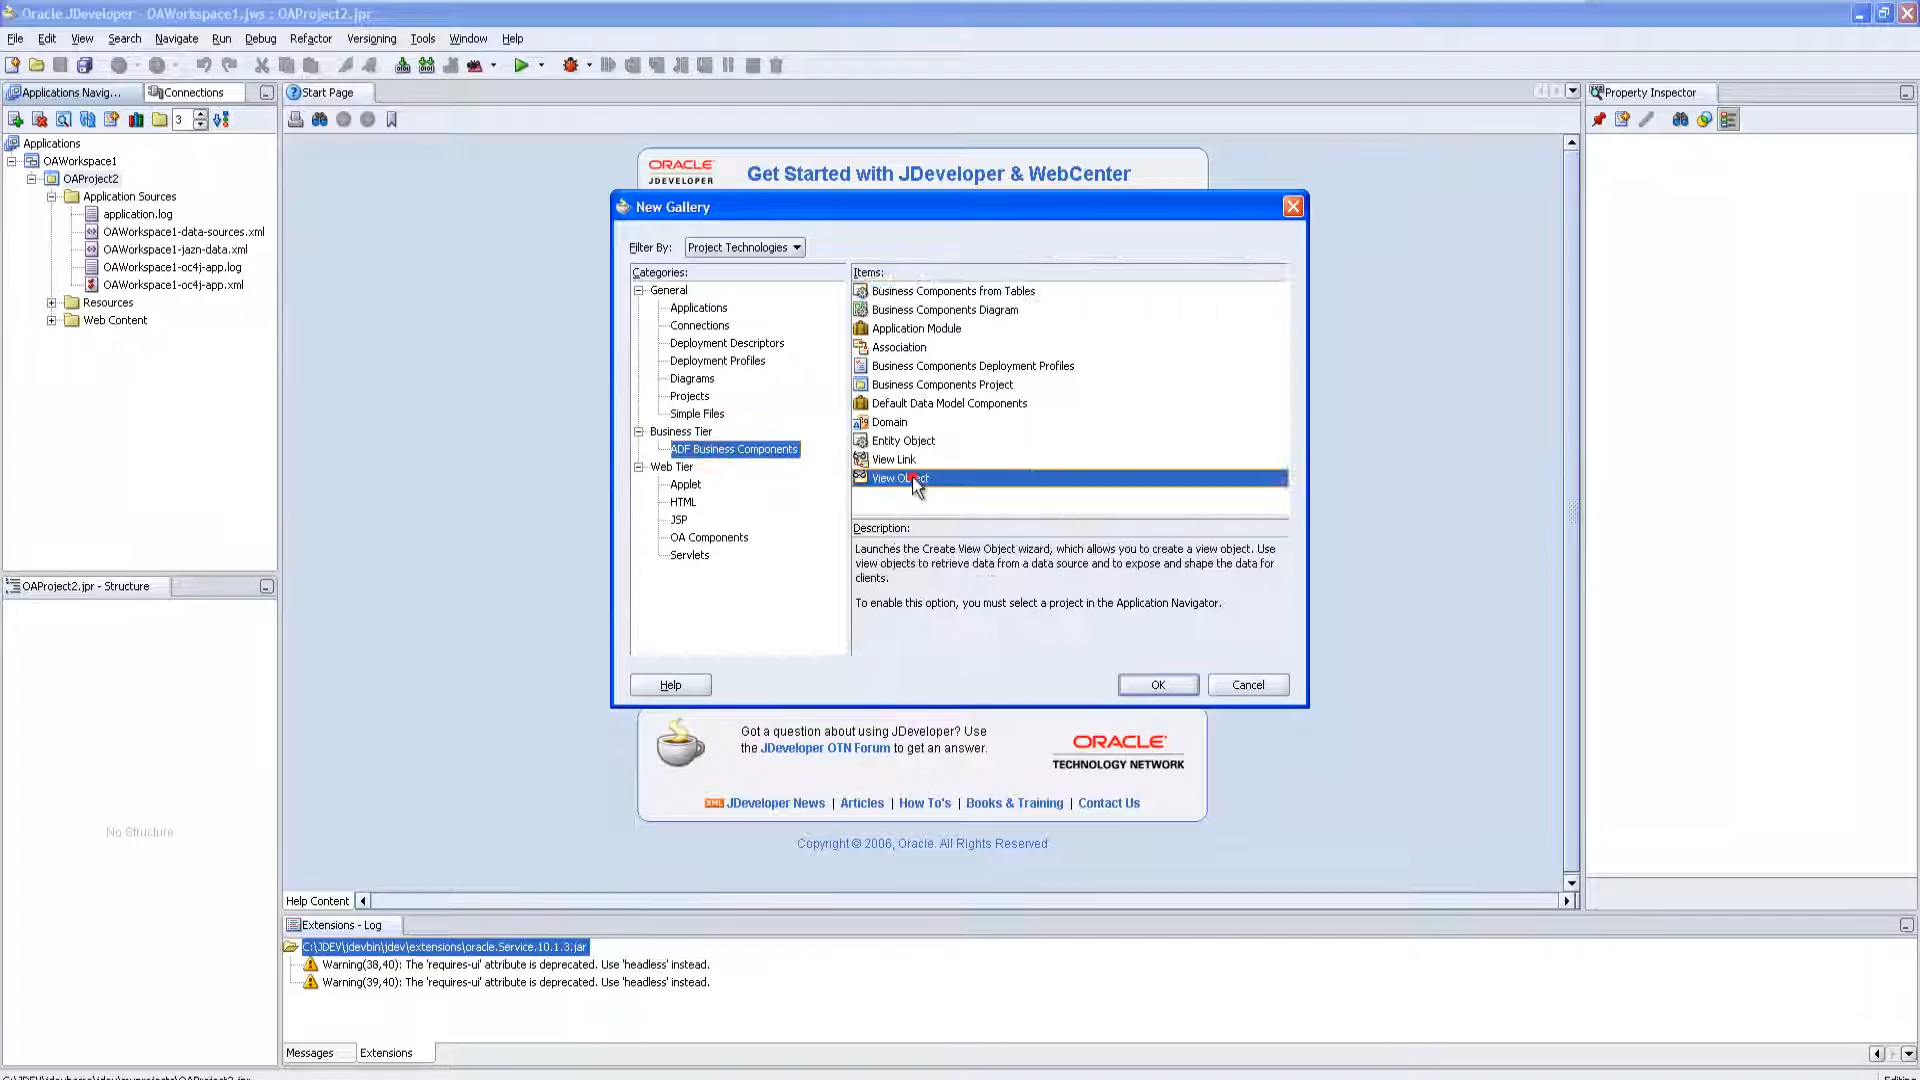 Oracle JDeveloper - OAWorkspace1.jws : OAProject2.jpr
File Edit View Search Navigate Run Debug Refactor Versioning Tools Window Help
Applications Navig... Connections Start Page Property Inspector
3
Applications
OAWorkspace1
OAProject2
Application Sources
application.log
OAWorkspace1-data-sources.xml
OAWorkspace1-jazn-data.xml
OAWorkspace1-oc4j-app.log
OAWorkspace1-oc4j-app.xml
Resources
Web Content
OAProject2.jpr - Structure
No Structure
ORACLE
JDEVELOPER
Get Started with JDeveloper & WebCenter
New Gallery
Filter By: Project Technologies
Categories:
General
Applications
Connections
Deployment Descriptors
Deployment Profiles
Diagrams
Projects
Simple Files
Business Tier
ADF Business Components
Web Tier
Applet
HTML
JSP
OA Components
Servlets
Items:
Business Components from Tables
Business Components Diagram
Application Module
Association
Business Components Deployment Profiles
Business Components Project
Default Data Model Components
Domain
Entity Object
View Link
View Object
Description:
Launches the Create View Object wizard, which allows you to create a view object. Use
view objects to retrieve data from a data source and to expose and shape the data for
clients.
To enable this option, you must select a project in the Application Navigator.
Help OK Cancel
Got a question about using JDeveloper? Use
the JDeveloper OTN Forum to get an answer.
ORACLE
TECHNOLOGY NETWORK
XML JDeveloper News | Articles | How To's | Books & Training | Contact Us
Copyright © 2006, Oracle. All Rights Reserved
Help Content
Extensions - Log
C:\JDEV\jdevbin\jdev\extensions\oracle.Service.10.1.3.jar
Warning(38,40): The 'requires-ui' attribute is deprecated. Use 'headless' instead.
Warning(39,40): The 'requires-ui' attribute is deprecated. Use 'headless' instead.
Messages Extensions